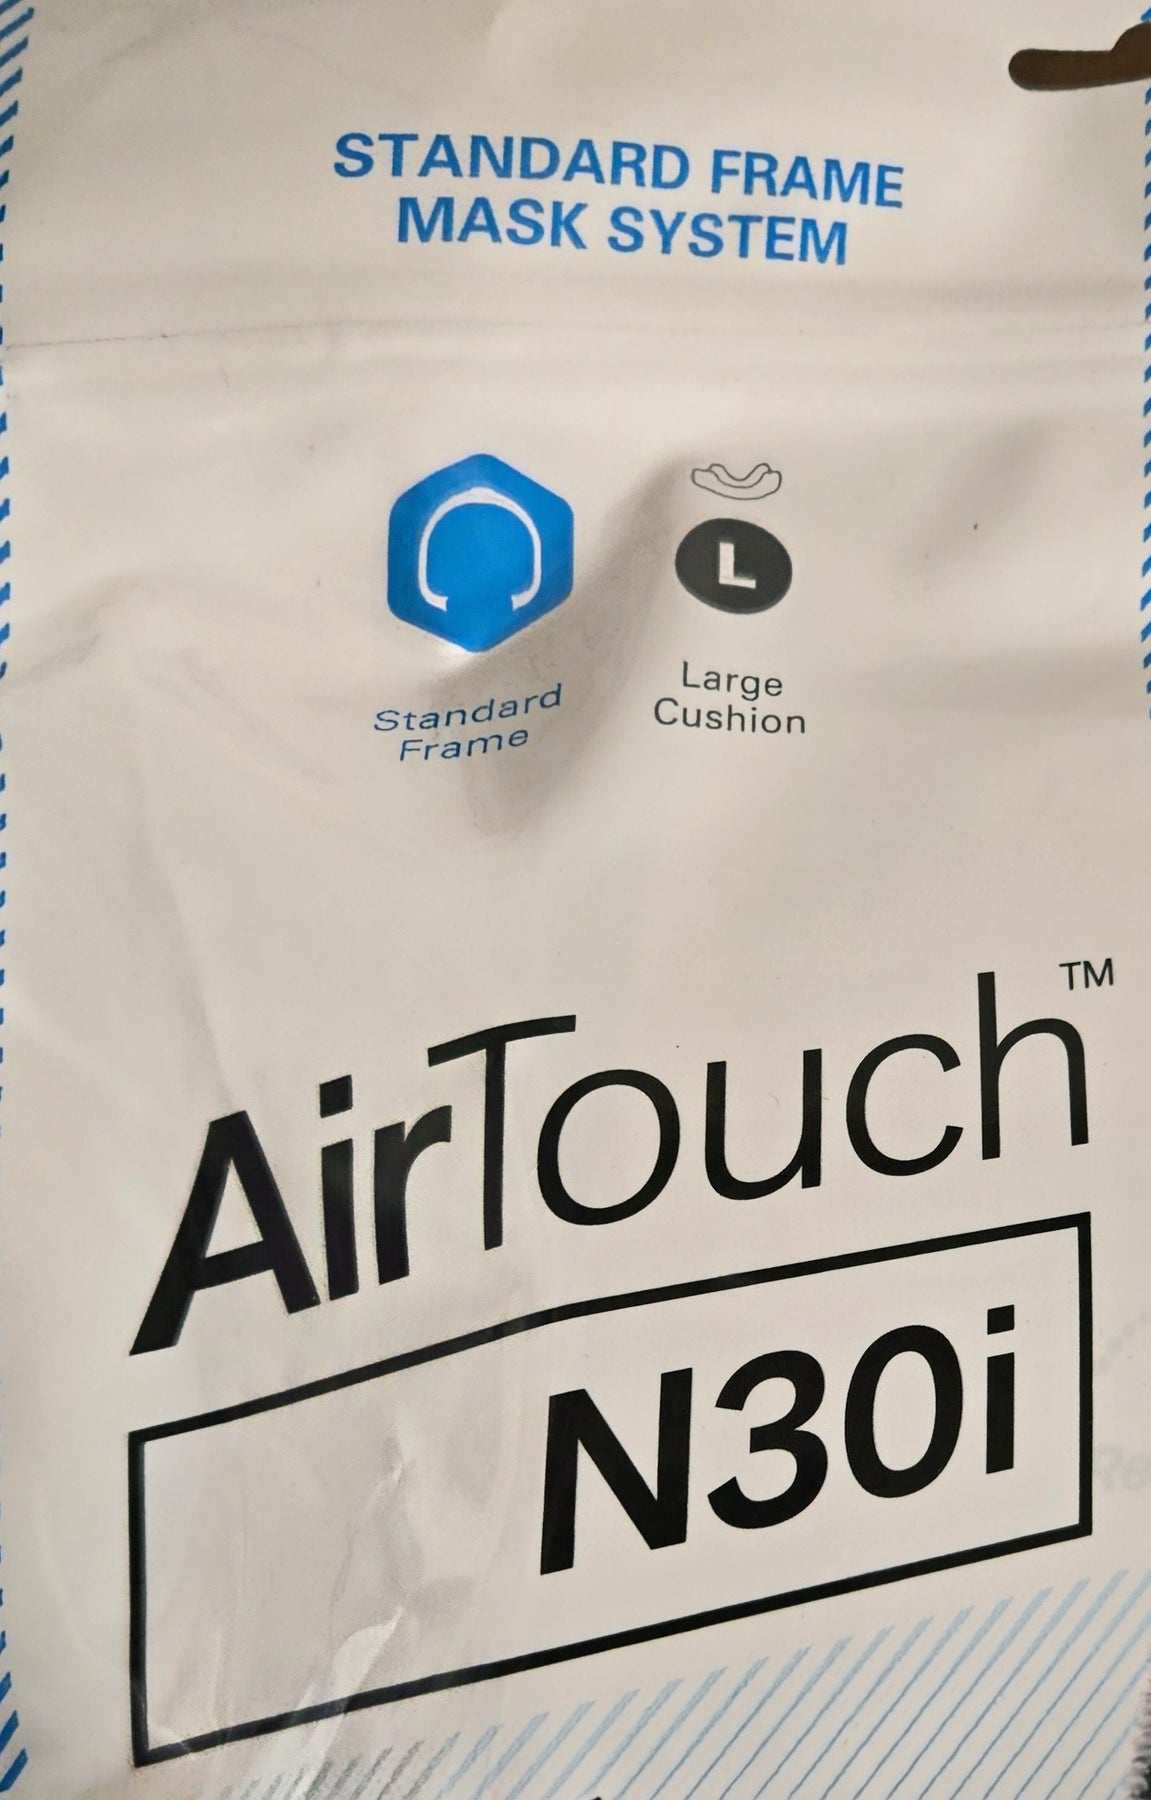 STANDARD FRAME
MASK SYSTEM
L
Standard
Frame
Large
Cushion
AirTouch™
N30i